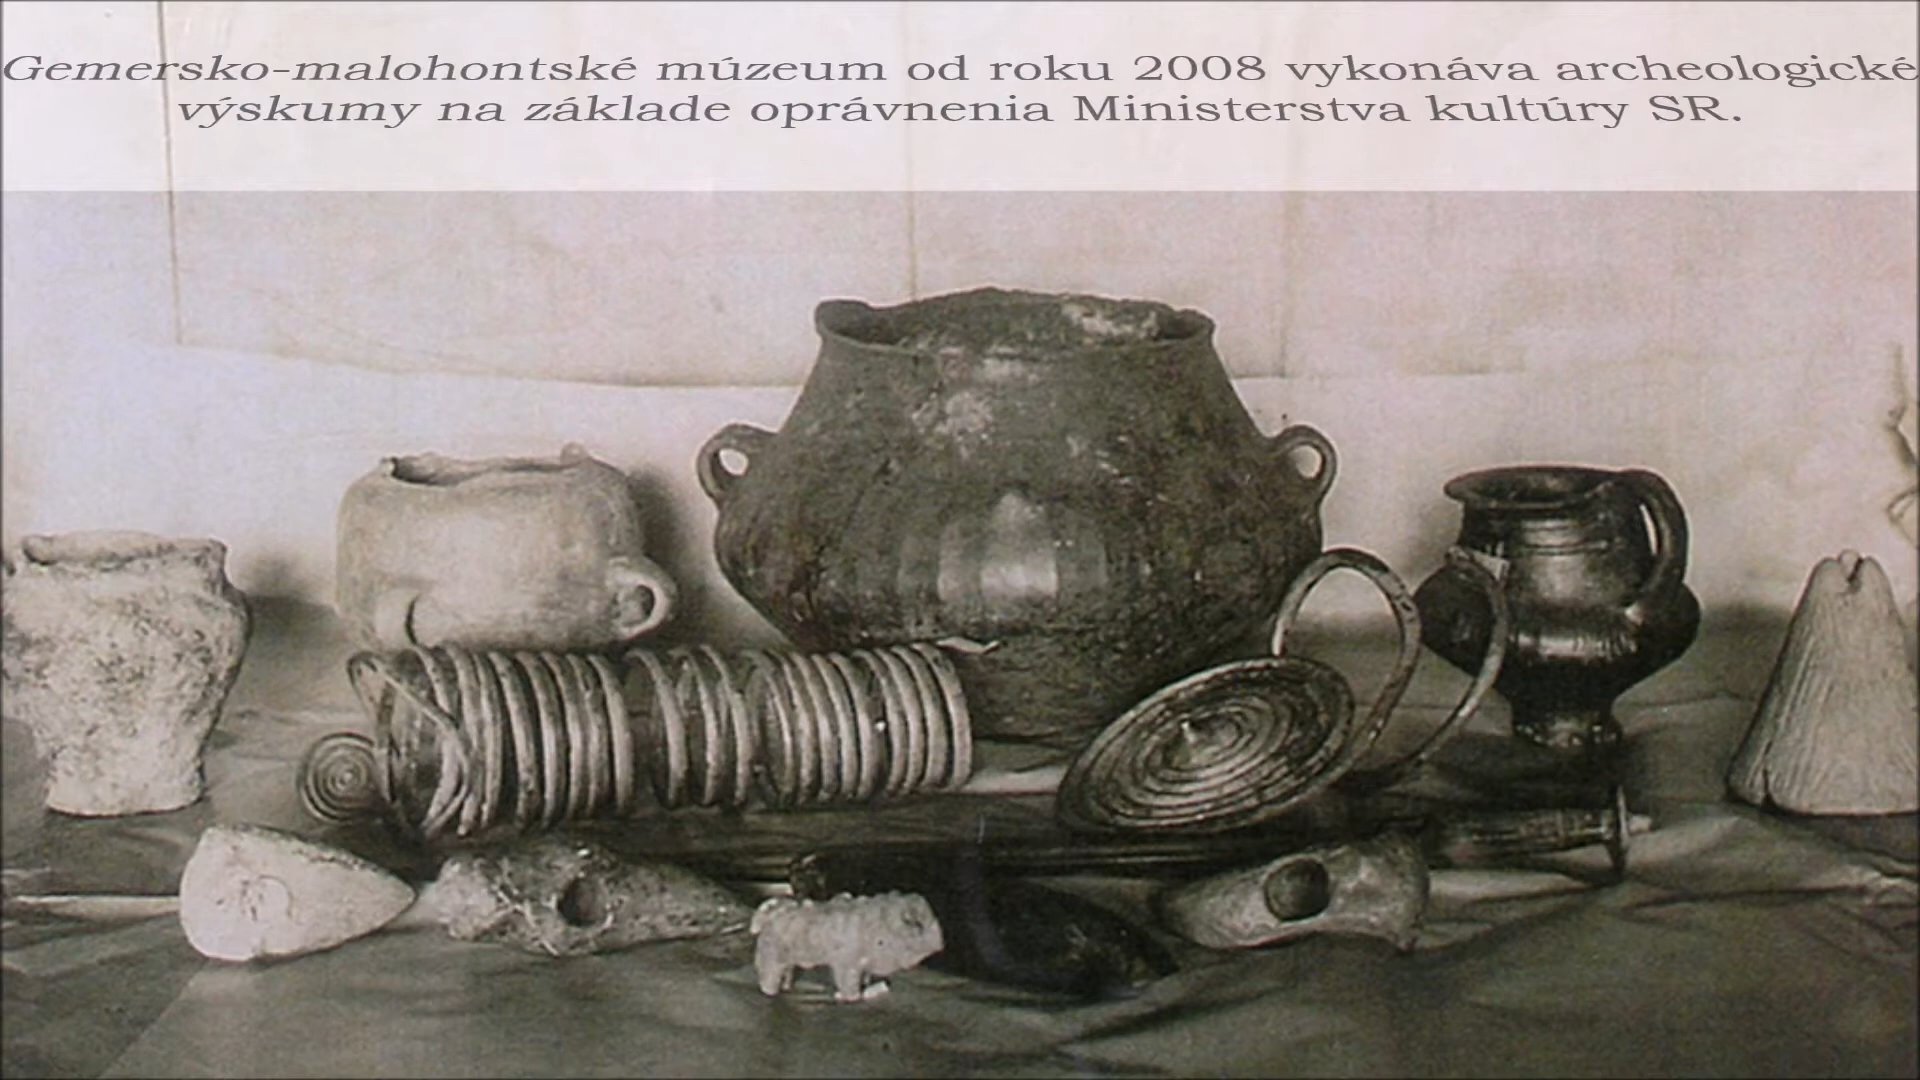 Gemersko-malohontské múzeum od roku 2008 vykonáva archeologické
výskumy na základe oprávnenia Ministerstva kultúry SR.